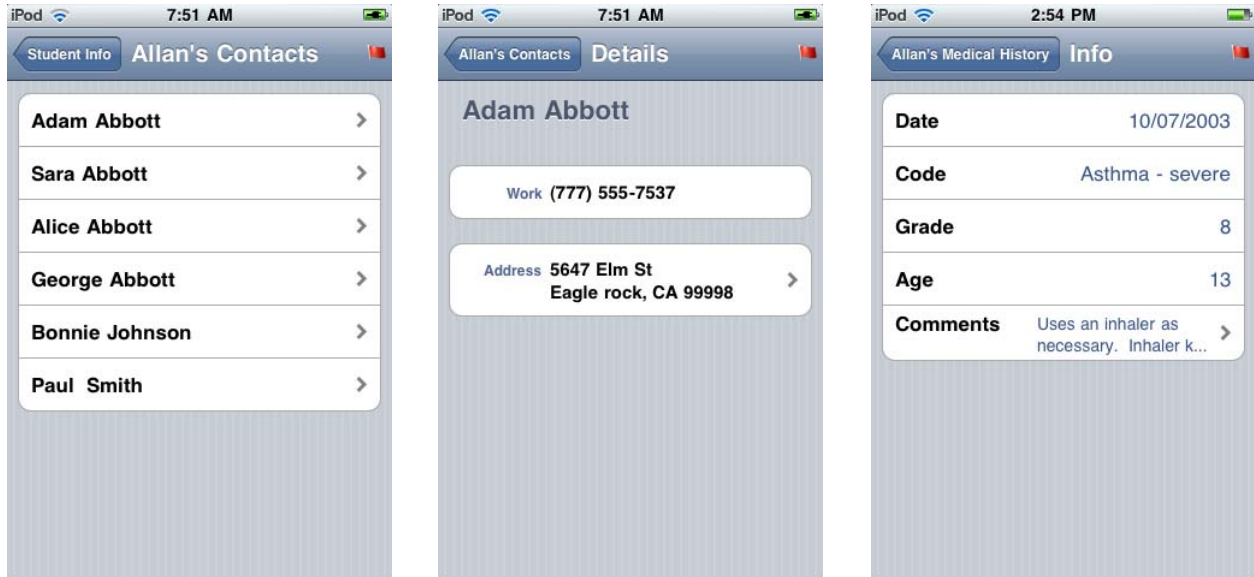 iPod 7:51 AM
Student Info Allan's Contacts
Adam Abbott
Sara Abbott
Alice Abbott
George Abbott
Bonnie Johnson
Paul Smith
iPod 7:51 AM
Allan's Contacts Details
Adam Abbott
Work (777) 555-7537
Address 5647 Elm St
Eagle rock, CA 99998
iPod 2:54 PM
Allan's Medical History Info
Date 10/07/2003
Code Asthma - severe
Grade 8
Age 13
Comments Uses an inhaler as
necessary. Inhaler k...